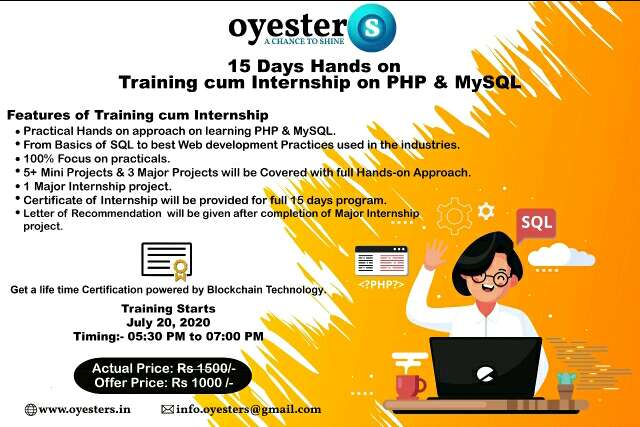 oyesters
A CHANCE TO SHINE
15 Days Hands on
Training cum Internship on PHP & MySQL
Features of Training cum Internship
• Practical Hands on approach on learning PHP & MySQL.
• From Basics of SQL to best Web development Practices used in the industries.
• 100% Focus on practicals.
• 5+ Mini Projects & 3 Major Projects will be Covered with full Hands-on Approach.
• 1 Major Internship project.
• Certificate of Internship will be provided for full 15 days program.
• Letter of Recommendation will be given after completion of Major Internship
project.
SQL
<?PHP?>
Get a life time Certification powered by Blockchain Technology.
Training Starts
July 20, 2020
Timing:- 05:30 PM to 07:00 PM
Actual Price: Rs 1500/-
Offer Price: Rs 1000 /-
www.oyesters.in
info.oyesters@gmail.com